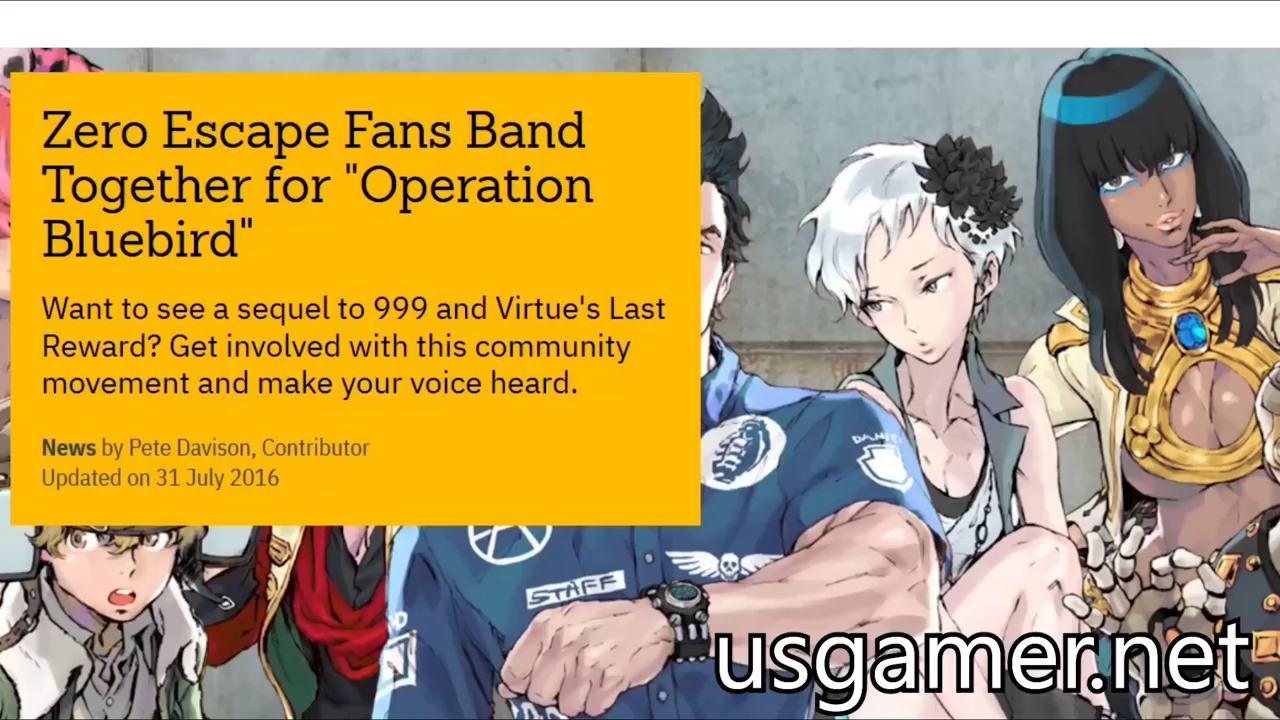 Zero Escape Fans Band
Together for "Operation
Bluebird"
Want to see a sequel to 999 and Virtue's Last
Reward? Get involved with this community
movement and make your voice heard.
News by Pete Davison, Contributor
Updated on 31 July 2016
STAFF
usgamer.net